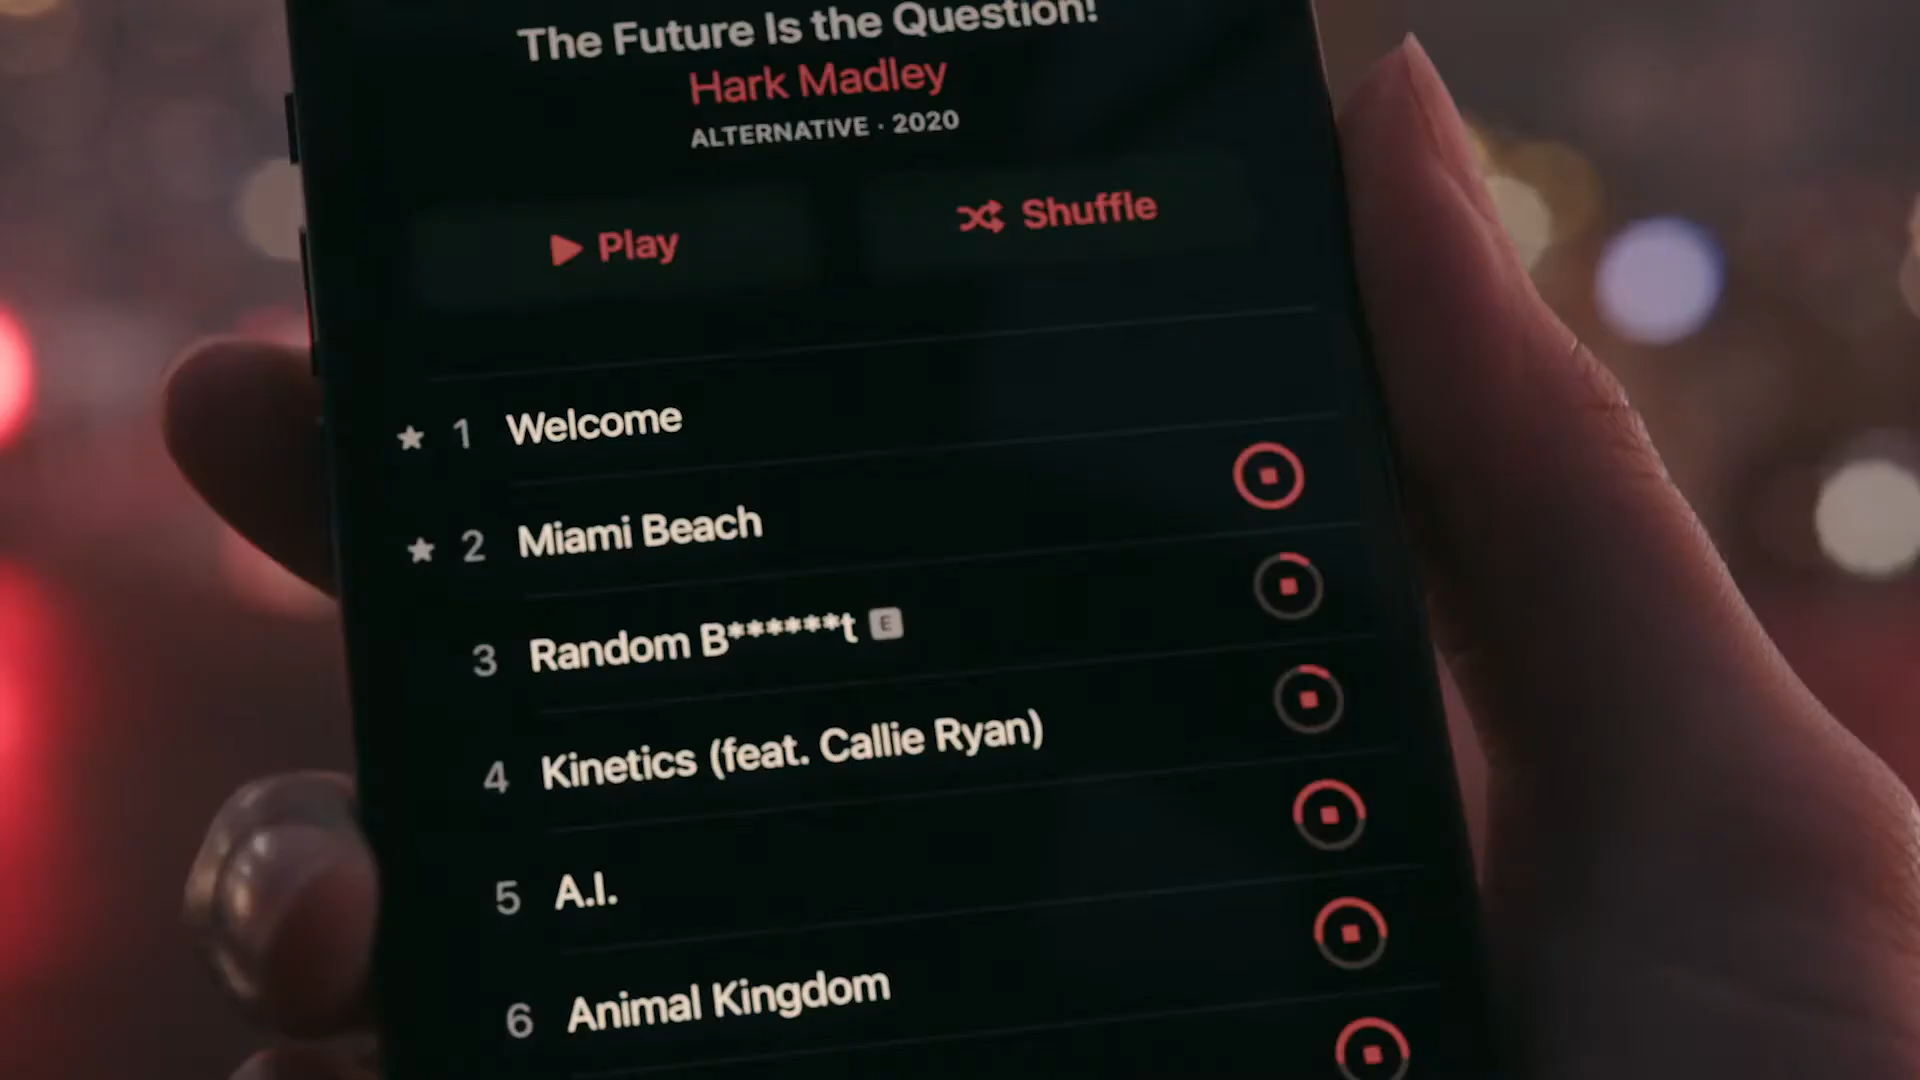 The Future Is the Question!
Hark Madley
ALTERNATIVE · 2020
Play
Shuffle
★ 1 Welcome
★ 2 Miami Beach
3 Random B******t E
4 Kinetics (feat. Callie Ryan)
5 A.I.
6 Animal Kingdom